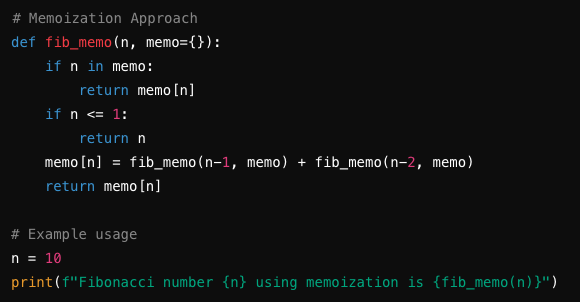 # Memoization Approach
def fib_memo(n, memo={}):
    if n in memo:
        return memo[n]
    if n <= 1:
        return n
    memo[n] = fib_memo(n-1, memo) + fib_memo(n-2, memo)
    return memo[n]

# Example usage
n = 10
print(f"Fibonacci number {n} using memoization is {fib_memo(n)}")